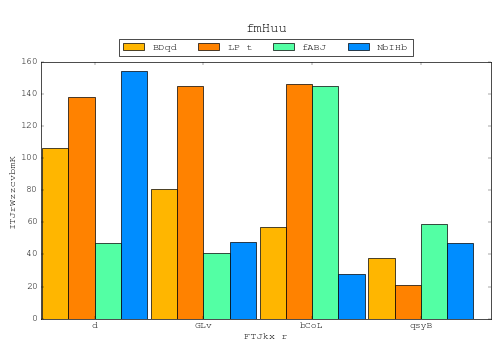 fmHuu
BDqd LP t fABJ NbIHb
160
140
120
100
80
60
40
20
0
ITJrWzzcvbmK
d GLv bCoL qsyB
FTJkx r